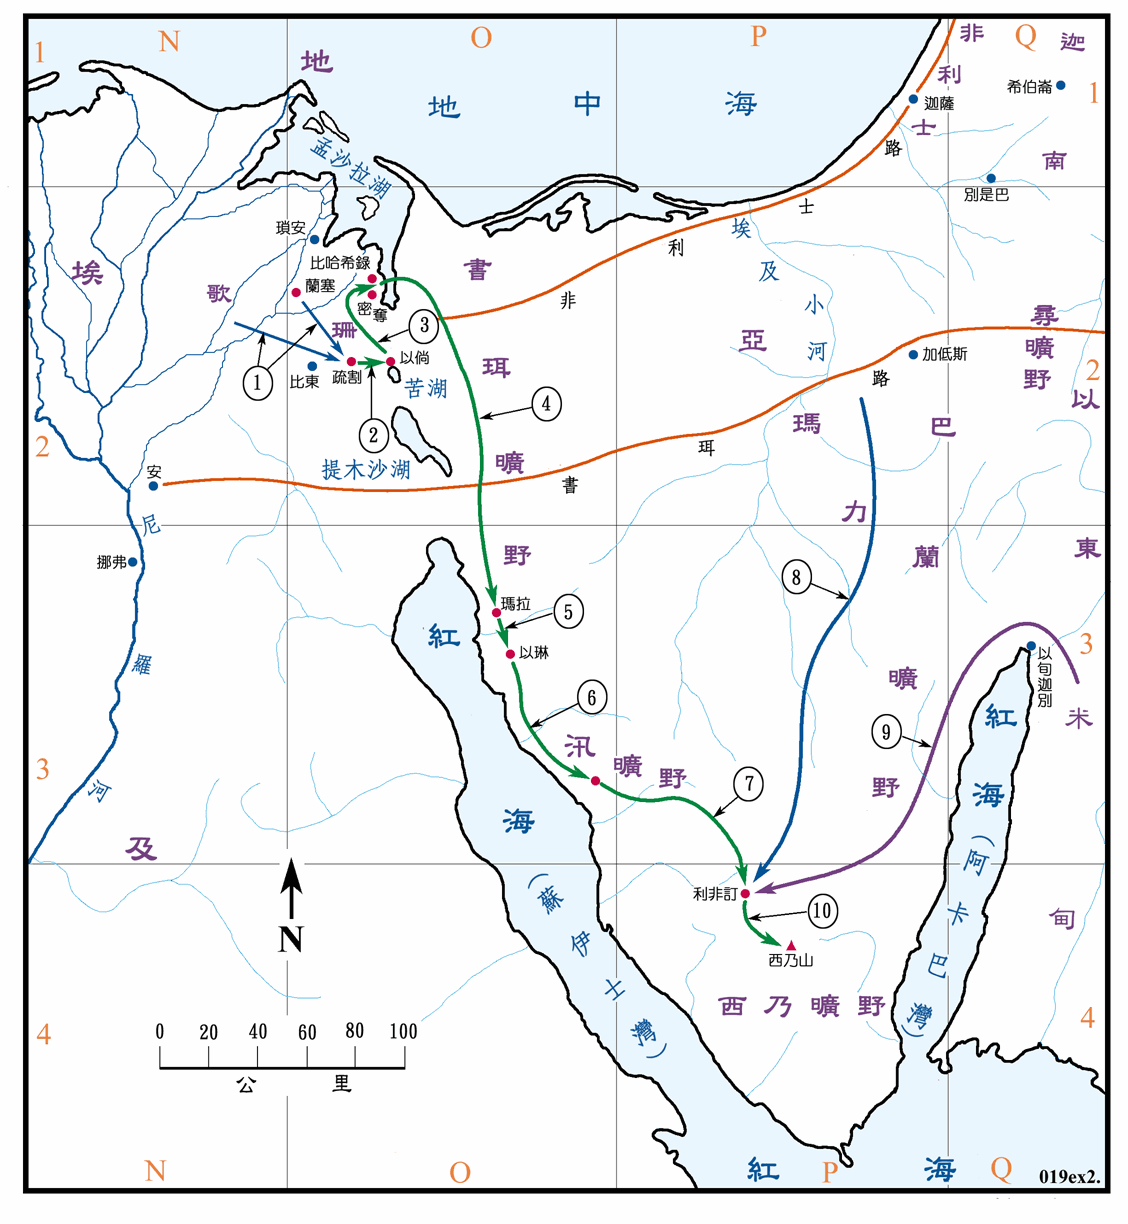 N
O
P
Q
1
1
2
2
3
3
4
4
N
O
P
Q
地中海
孟沙拉湖
非利士
迦南地
希伯崙
迦薩
別是巴
非利士路
埃及小河
瑣安
比哈希錄
蘭塞
密奪
歌珊地
疏割
以倘
比東
苦湖
提木沙湖
書珥曠野
書珥路
安
挪弗
尼羅河
埃及
亞瑪力
尋曠野
加低斯
巴蘭曠野
以東
米甸
以旬迦別
瑪拉
以琳
汛曠野
利非訂
西乃山
西乃曠野
紅海
(蘇伊士灣)
紅海
(阿卡巴灣)
紅海
①
②
③
④
⑤
⑥
⑦
⑧
⑨
⑩
N
0 20 40 60 80 100
公里
019ex2.